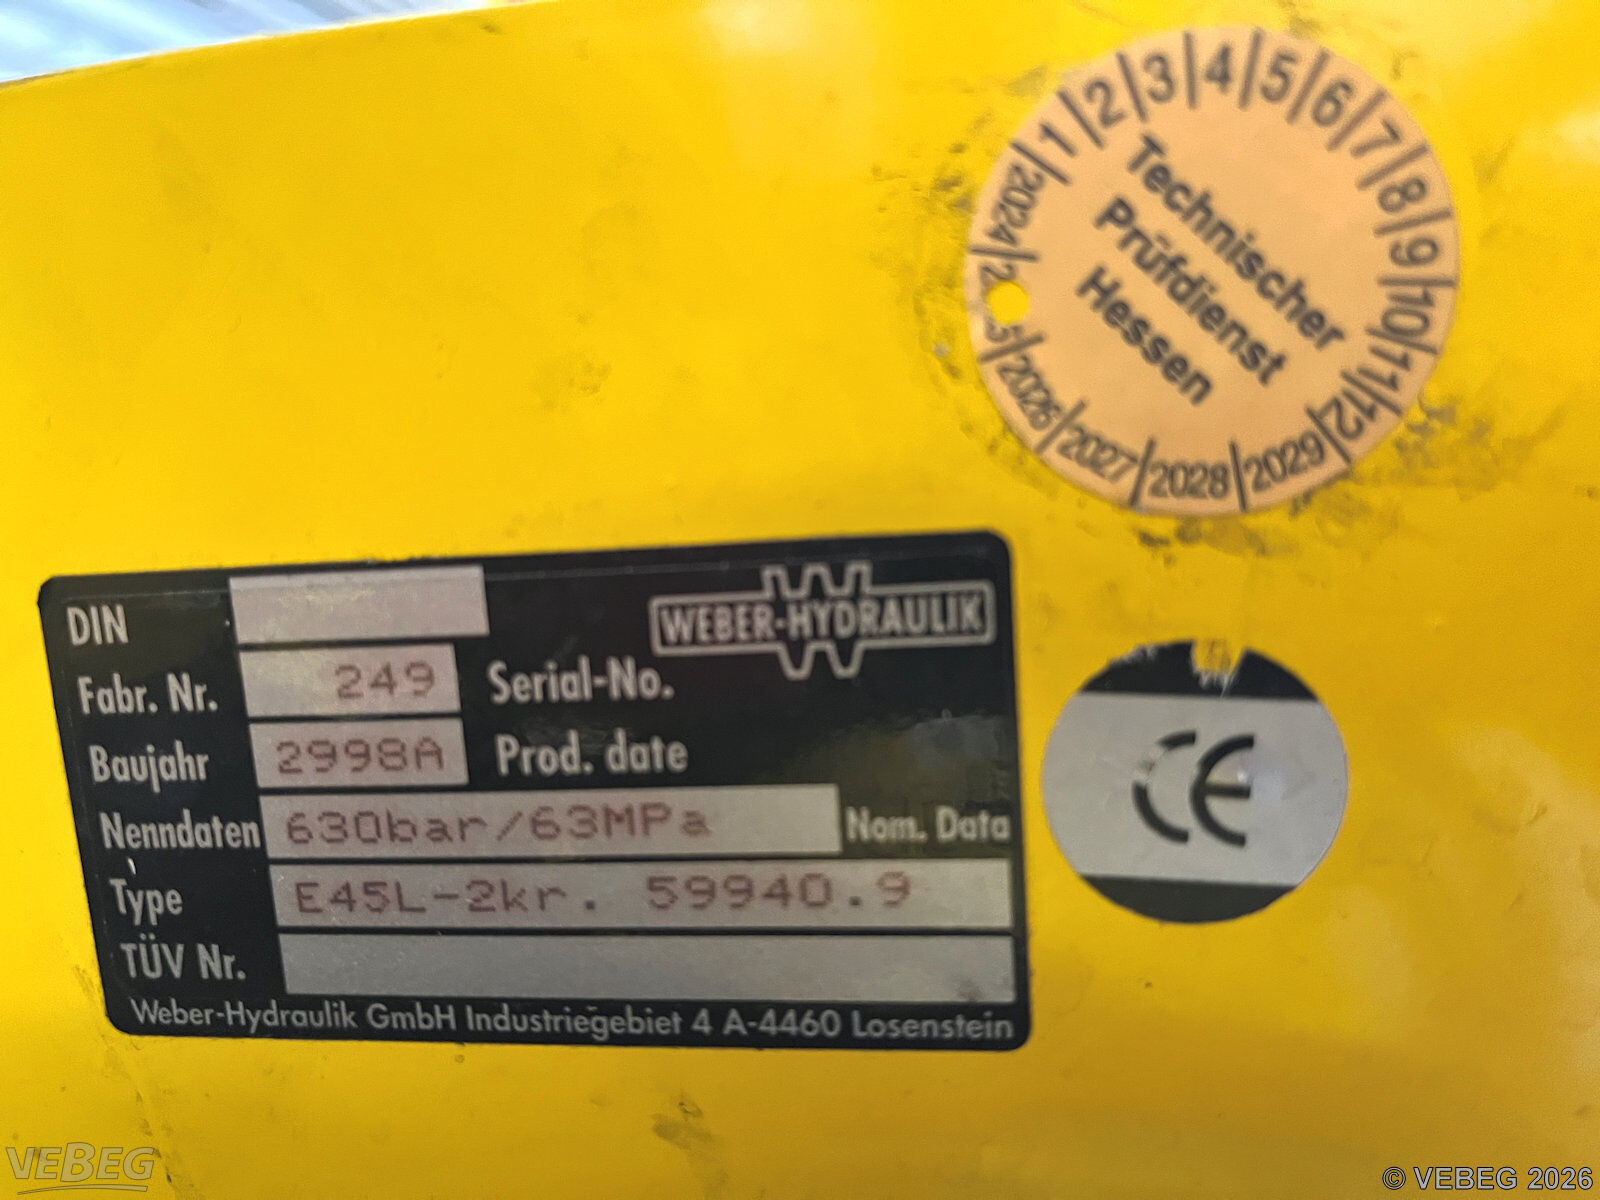 1/2/3/4/5/6/7/8/9/10/11/12
2024/2 5/2026/2027/2028/2029
Technischer
Prüfdienst
Hessen
WEBER-HYDRAULIK
DIN
Fabr. Nr. 249 Serial-No.
Baujahr 2998A Prod. date
Nenndaten 630bar/63MPa Nom. Data
Type E45L-2kr. 59940.9
TÜV Nr.
Weber-Hydraulik GmbH Industriegebiet 4 A-4460 Losenstein
CE
VEBEG
© VEBEG 2026